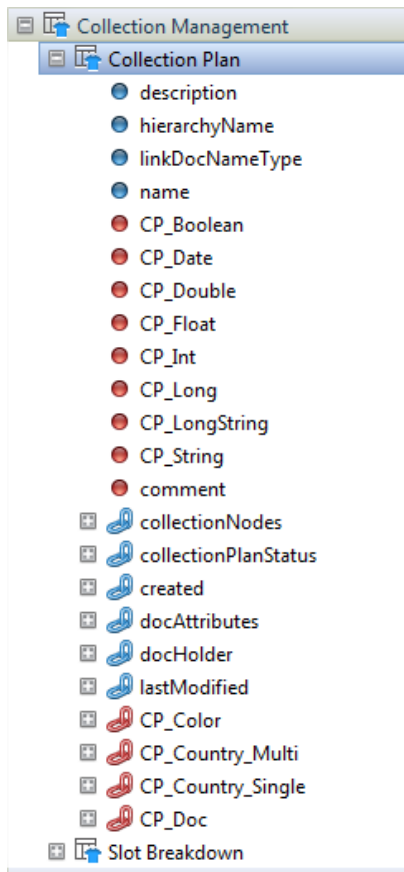 Collection Management
Collection Plan
description
hierarchyName
linkDocNameType
name
CP_Boolean
CP_Date
CP_Double
CP_Float
CP_Int
CP_Long
CP_LongString
CP_String
comment
collectionNodes
collectionPlanStatus
created
docAttributes
docHolder
lastModified
CP_Color
CP_Country_Multi
CP_Country_Single
CP_Doc
Slot Breakdown